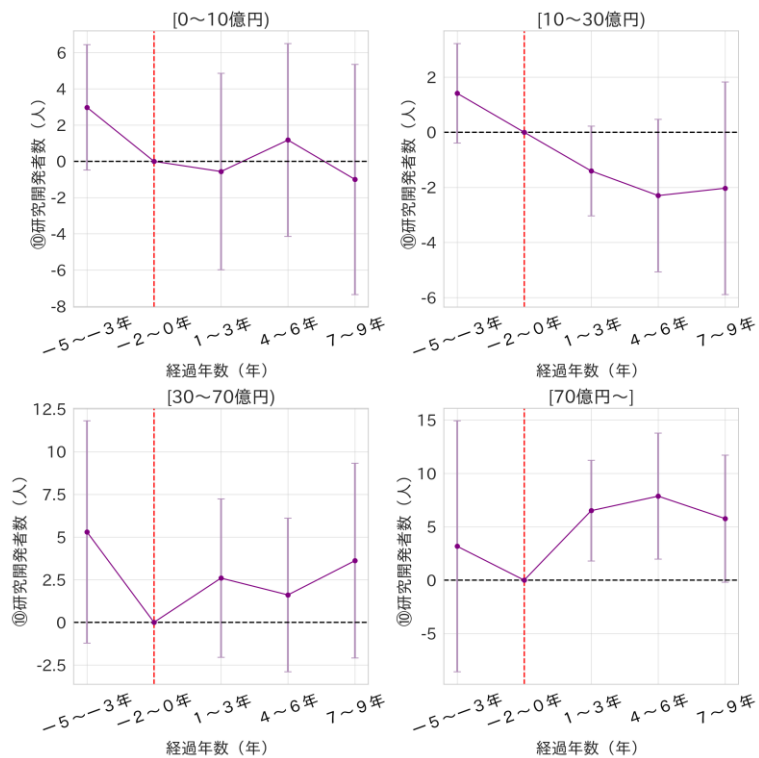 [0～10億円)
6
4
2
0
-2
-4
-6
-8
⑩研究開発者数（人）
－5～－3年
－2～0年
1～3年
4～6年
7～9年
経過年数（年）
[10～30億円)
2
0
-2
-4
-6
⑩研究開発者数（人）
－5～－3年
－2～0年
1～3年
4～6年
7～9年
経過年数（年）
[30～70億円)
12.5
10
7.5
5
2.5
0
-2.5
⑩研究開発者数（人）
－5～－3年
－2～0年
1～3年
4～6年
7～9年
経過年数（年）
[70億円～]
15
10
5
0
-5
⑩研究開発者数（人）
－5～－3年
－2～0年
1～3年
4～6年
7～9年
経過年数（年）